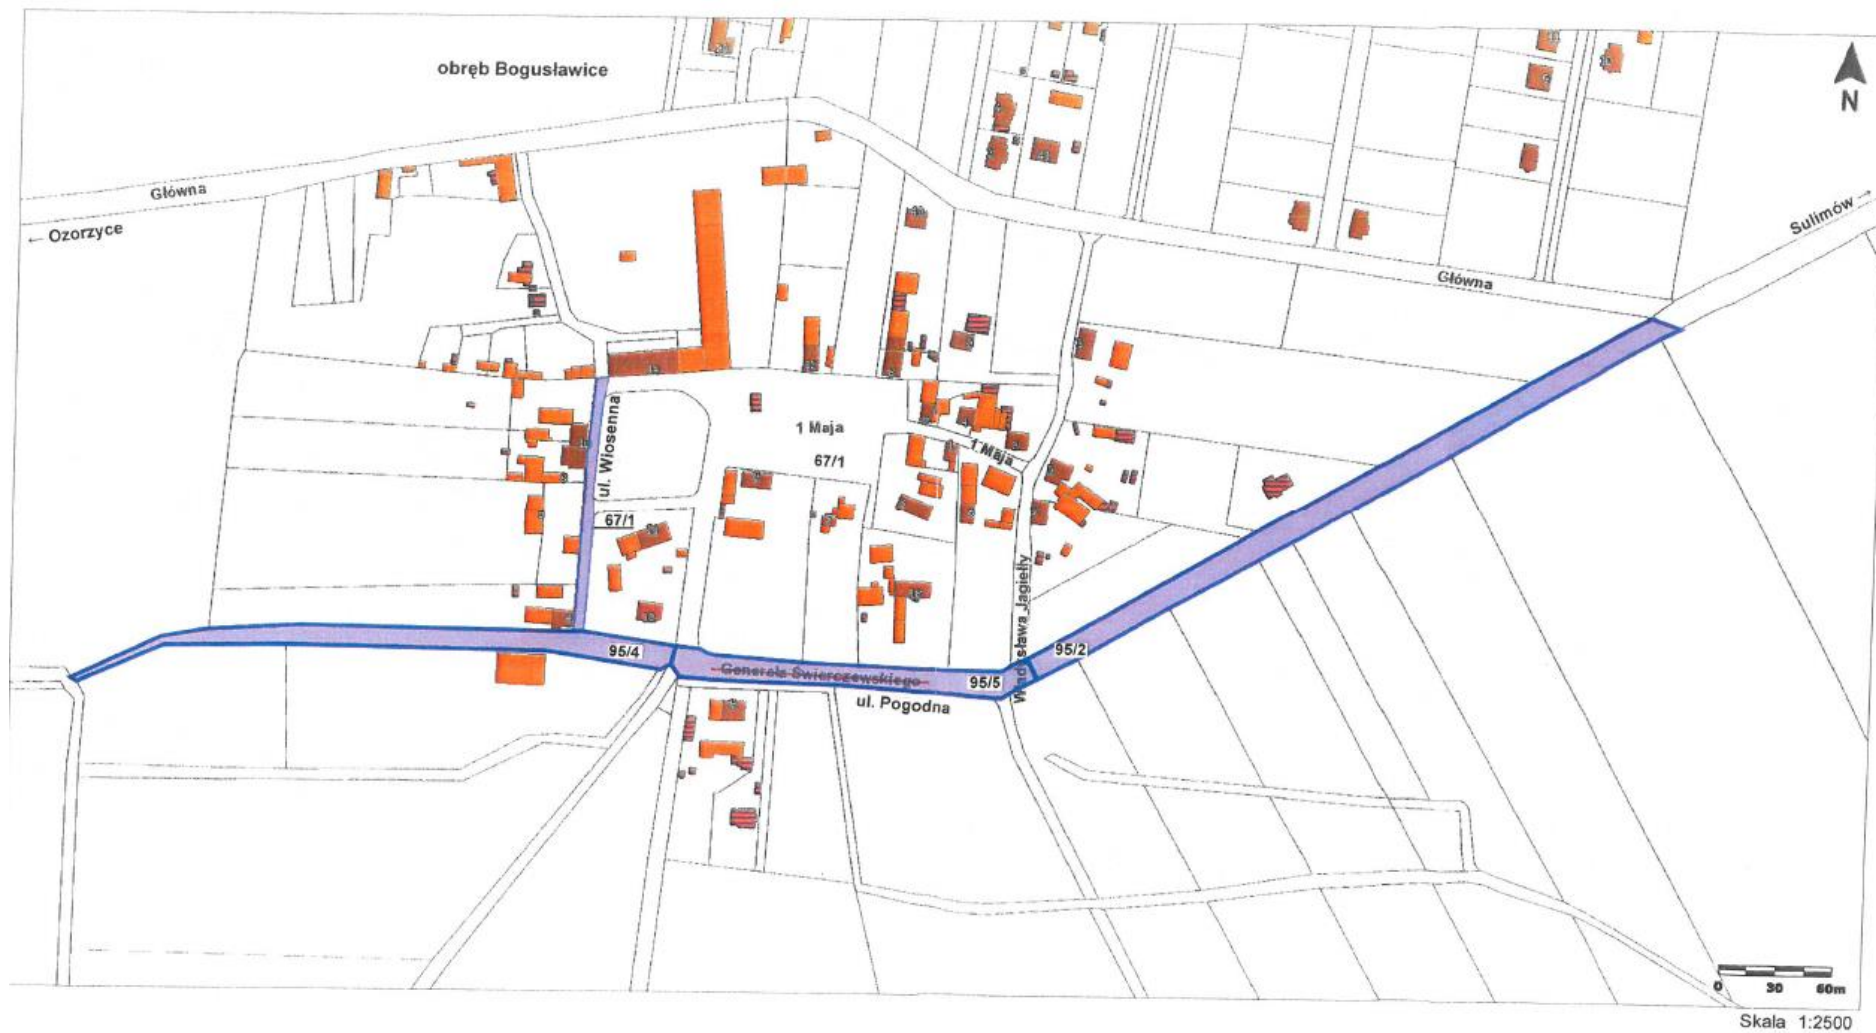 obręb Bogusławice
N
Główna
← Ozorzyce
Sulimów →
Główna
ul. Wiosenna
1 Maja
67/1
1 Maja
67/1
Władysława Jagiełły
95/4
95/2
Generała Świerczewskiego
95/5
ul. Pogodna
0 30 60m
Skala 1:2500